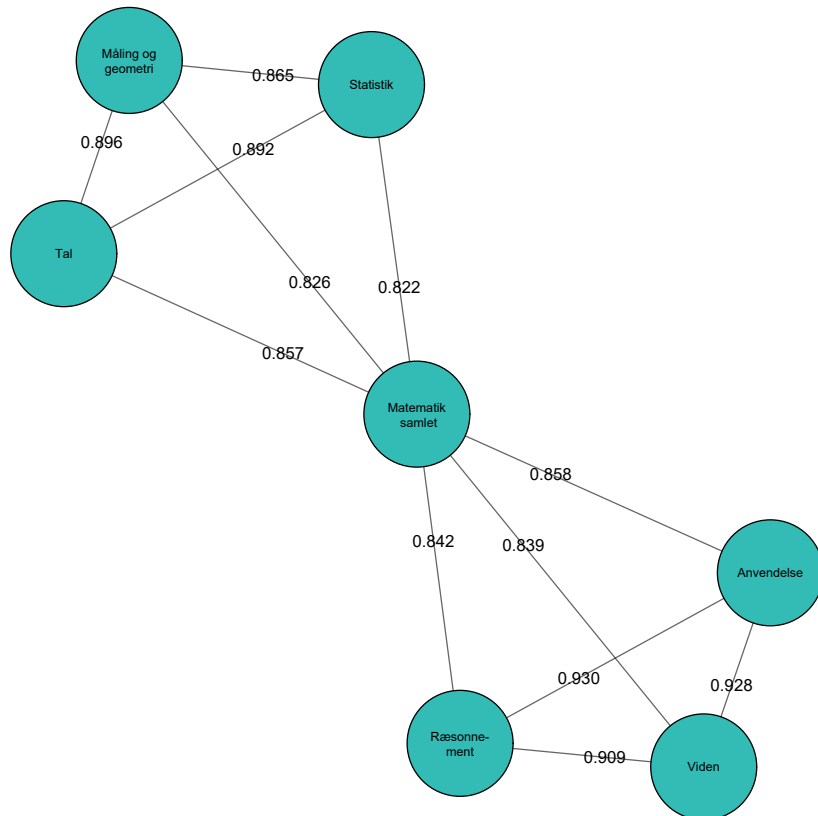 Måling og
geometri
0.865
Statistik
0.896
0.892
Tal
0.826
0.822
0.857
Matematik
samlet
0.858
0.842
0.839
Anvendelse
0.930
0.928
Ræsonne-
ment
0.909
Viden